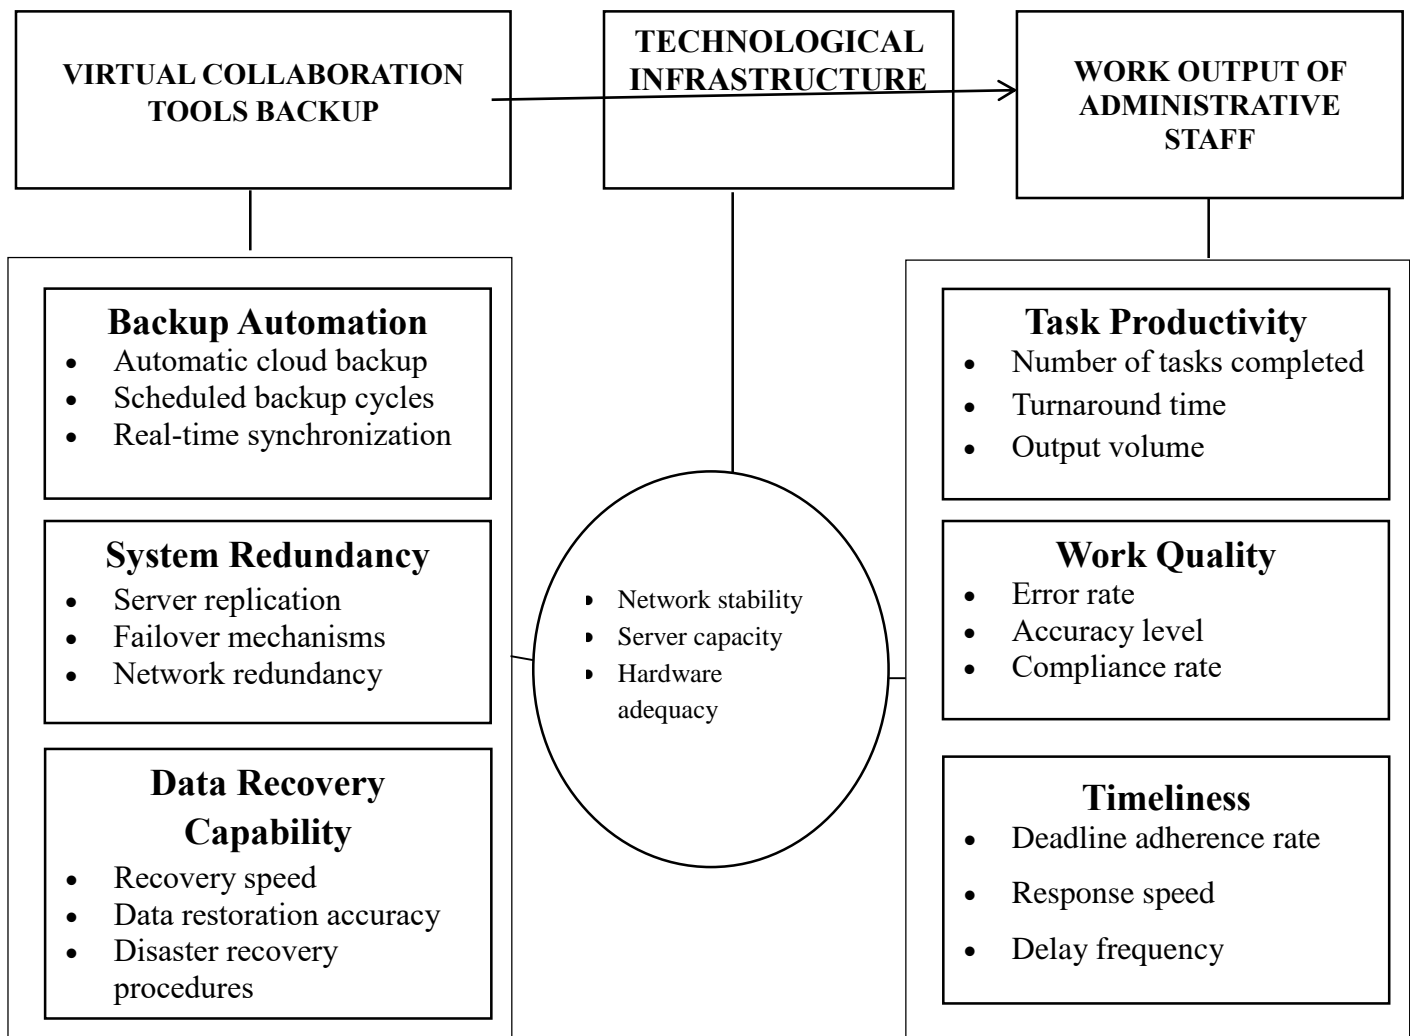 VIRTUAL COLLABORATION
TOOLS BACKUP
TECHNOLOGICAL
INFRASTRUCTURE
WORK OUTPUT OF
ADMINISTRATIVE
STAFF
Backup Automation
• Automatic cloud backup
• Scheduled backup cycles
• Real-time synchronization
System Redundancy
• Server replication
• Failover mechanisms
• Network redundancy
Data Recovery
Capability
• Recovery speed
• Data restoration accuracy
• Disaster recovery
procedures
• Network stability
• Server capacity
• Hardware
adequacy
Task Productivity
• Number of tasks completed
• Turnaround time
• Output volume
Work Quality
• Error rate
• Accuracy level
• Compliance rate
Timeliness
• Deadline adherence rate
• Response speed
• Delay frequency